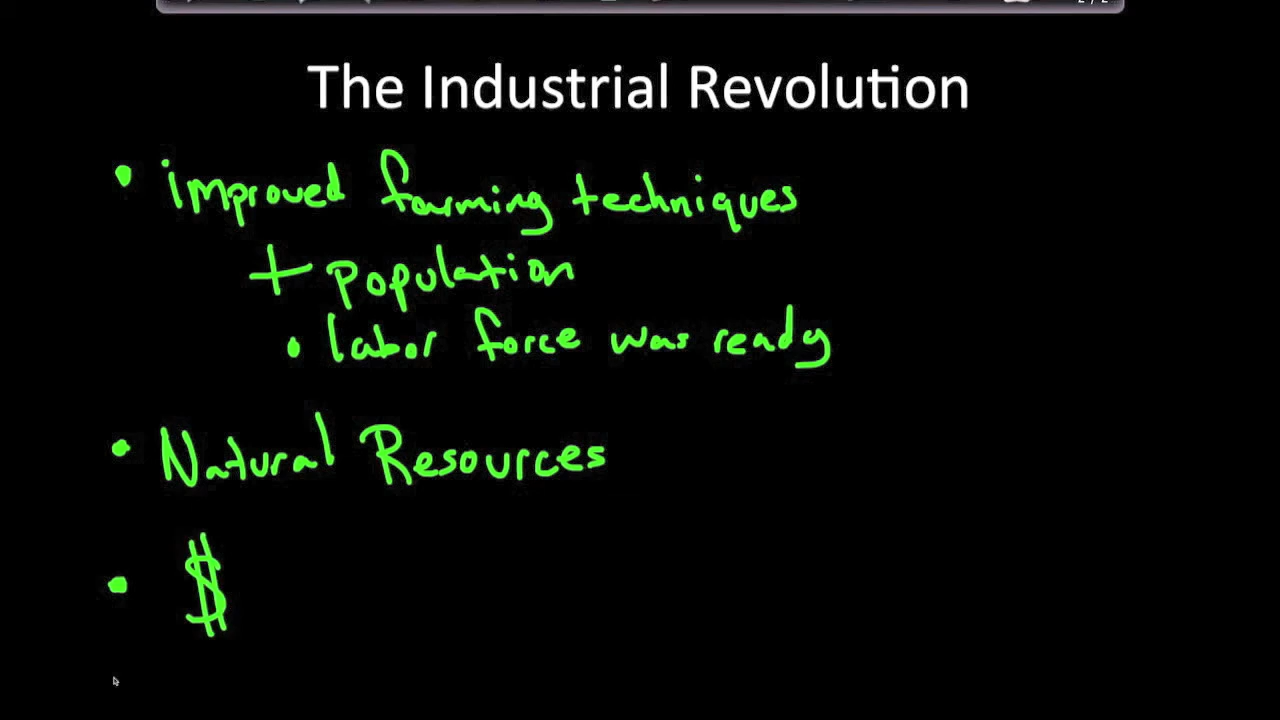 The Industrial Revolution
• improved farming techniques
+ population
• labor force was ready
• Natural Resources
• $